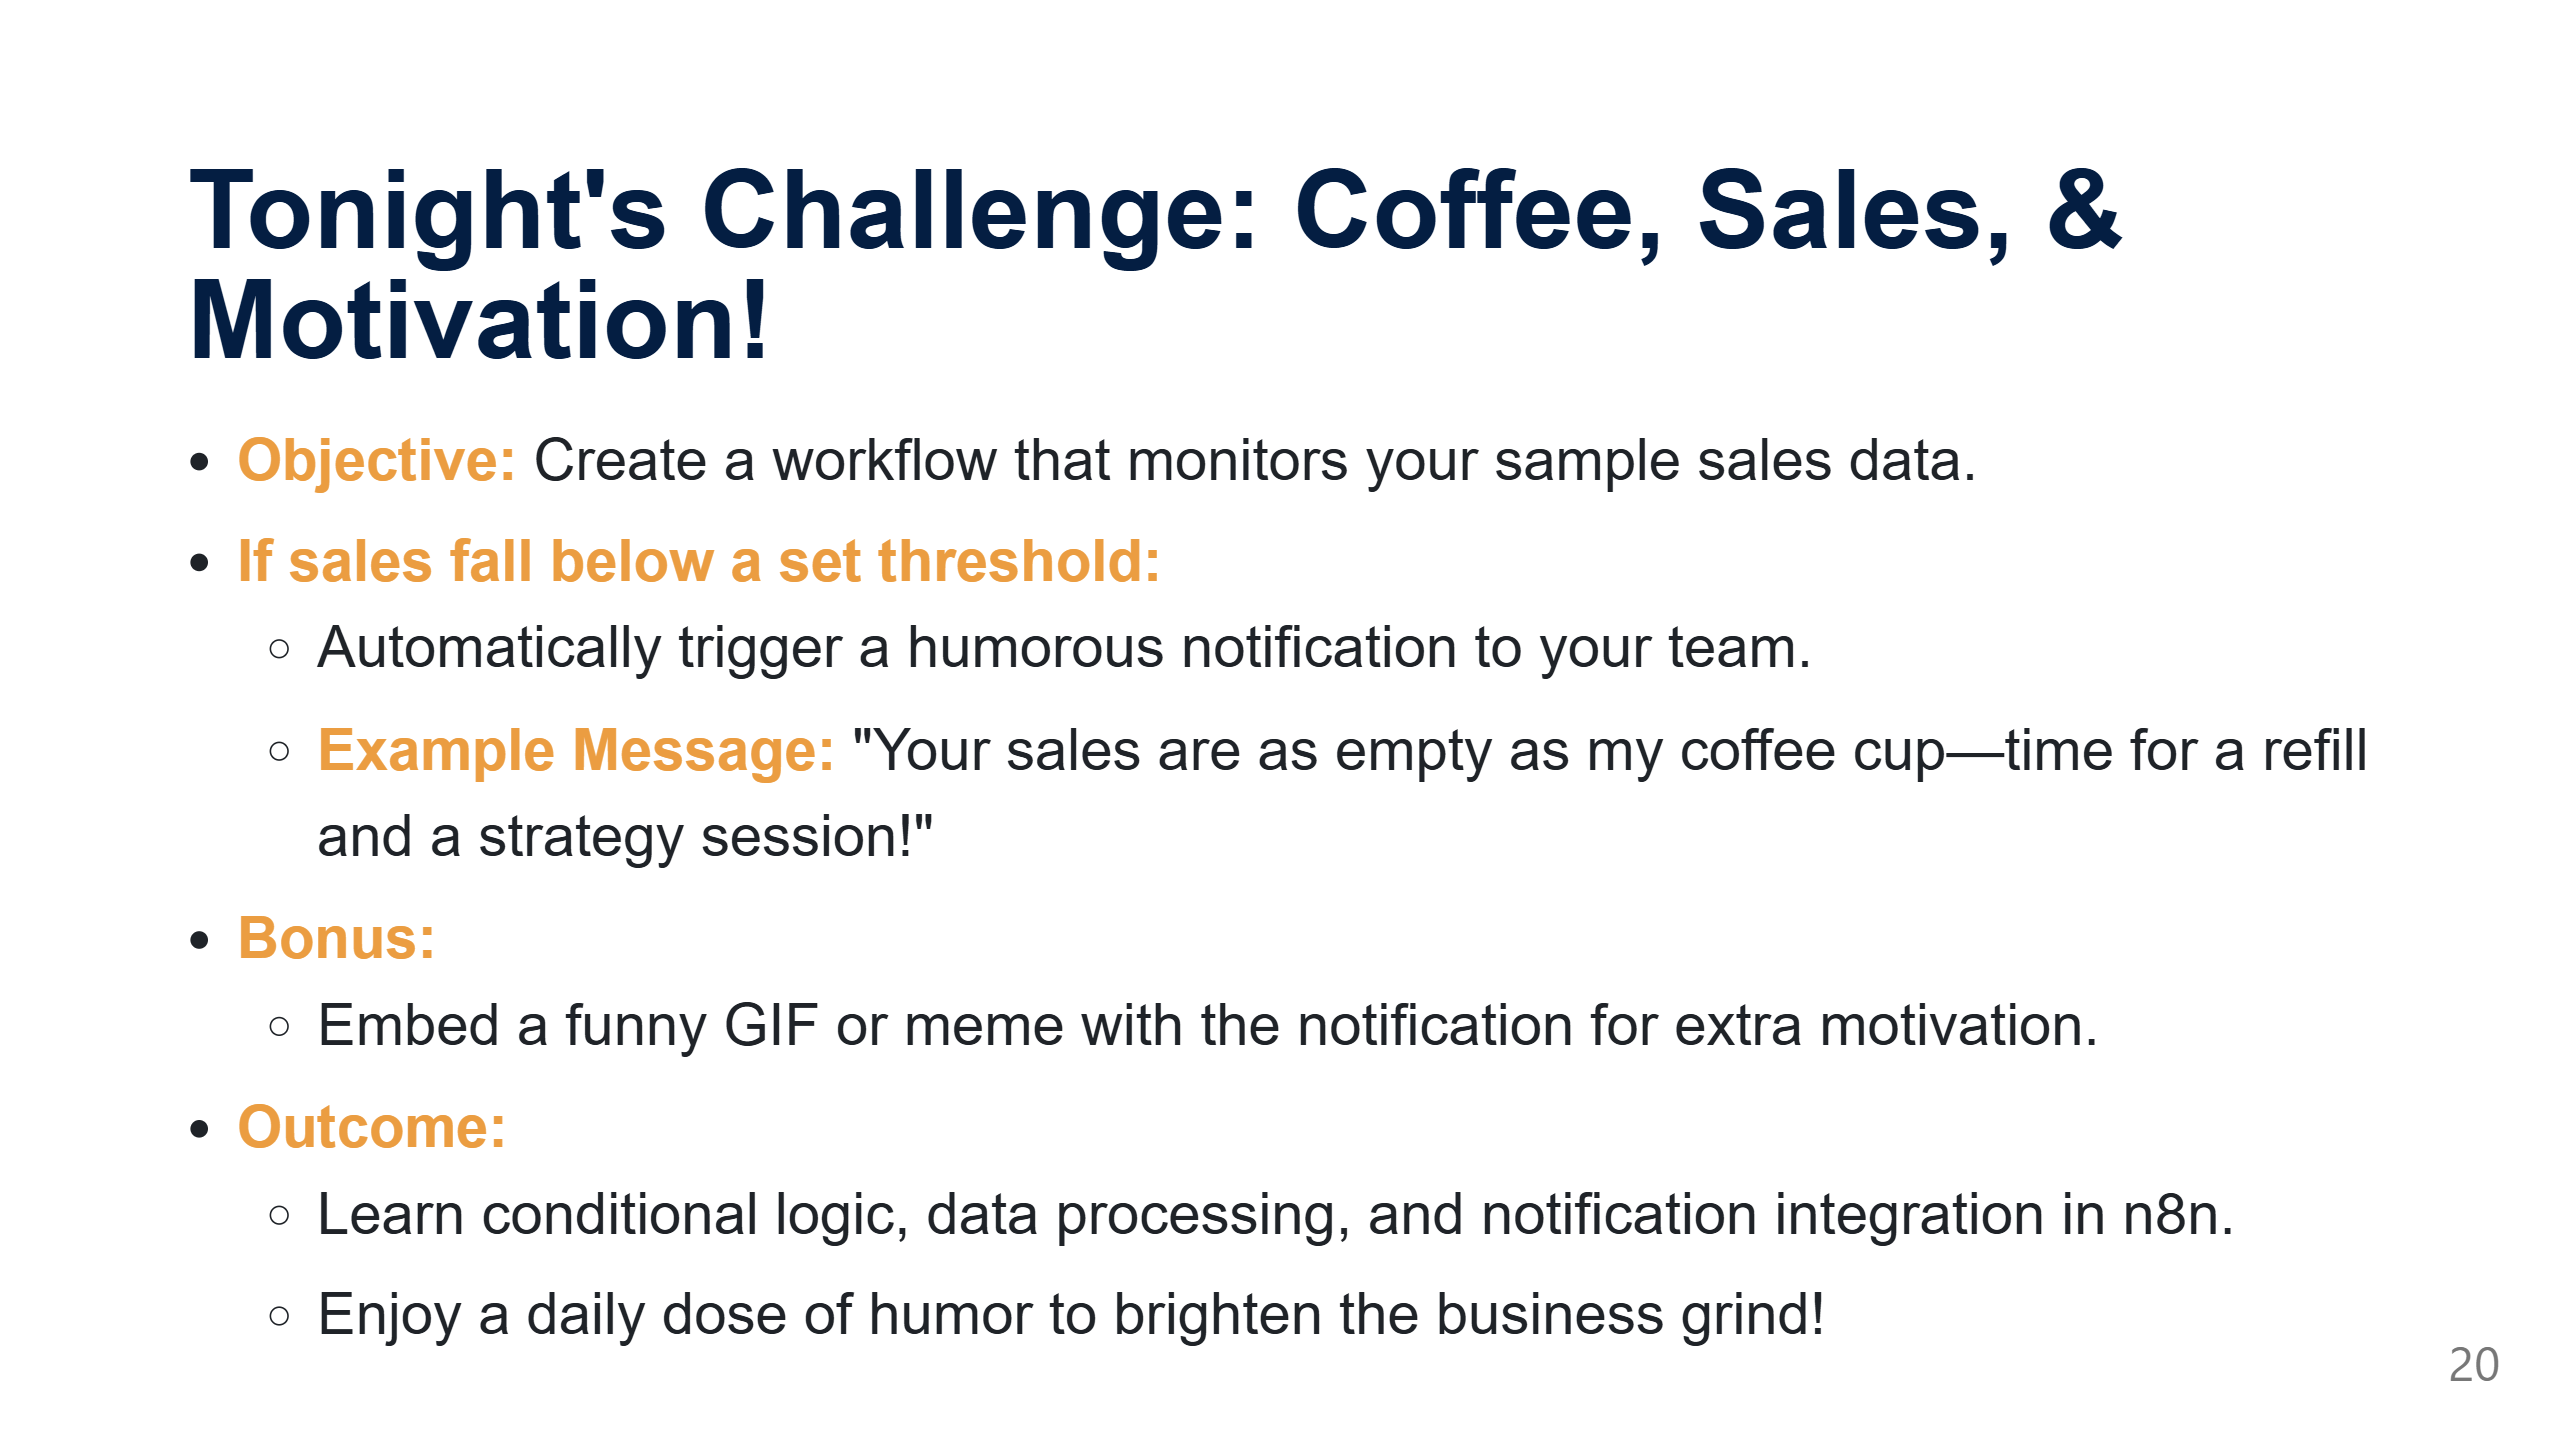 Tonight's Challenge: Coffee, Sales, &
Motivation!
• Objective: Create a workflow that monitors your sample sales data.
• If sales fall below a set threshold:
○ Automatically trigger a humorous notification to your team.
○ Example Message: "Your sales are as empty as my coffee cup—time for a refill
and a strategy session!"
• Bonus:
○ Embed a funny GIF or meme with the notification for extra motivation.
• Outcome:
○ Learn conditional logic, data processing, and notification integration in n8n.
○ Enjoy a daily dose of humor to brighten the business grind!
20